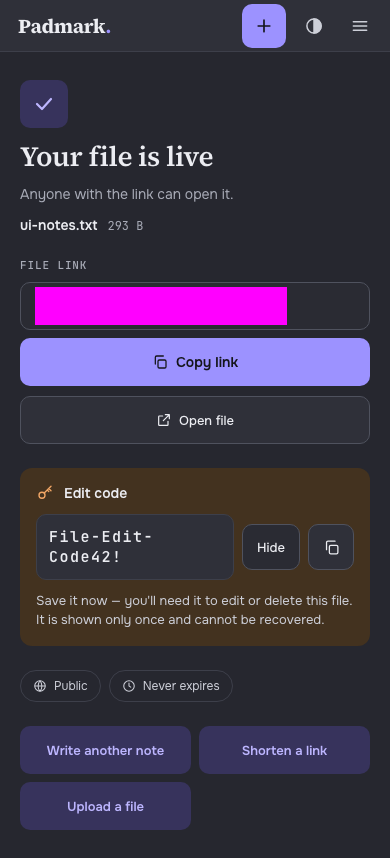 Padmark.
Your file is live
Anyone with the link can open it.
ui-notes.txt 293 B
FILE LINK
Copy link
Open file
Edit code
File-Edit-
Code42!
Hide
Save it now — you'll need it to edit or delete this file.
It is shown only once and cannot be recovered.
Public
Never expires
Write another note
Shorten a link
Upload a file